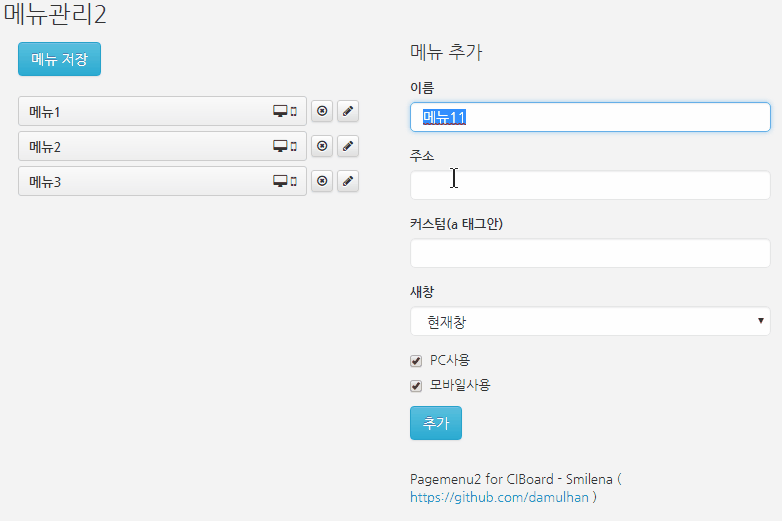 메뉴관리2
메뉴 저장
메뉴1
메뉴2
메뉴3
메뉴 추가
이름
메뉴11
주소
커스텀(a 태그안)
새창
현재창
PC사용
모바일사용
추가
Pagemenu2 for CIBoard - Smilena (
https://github.com/damulhan )